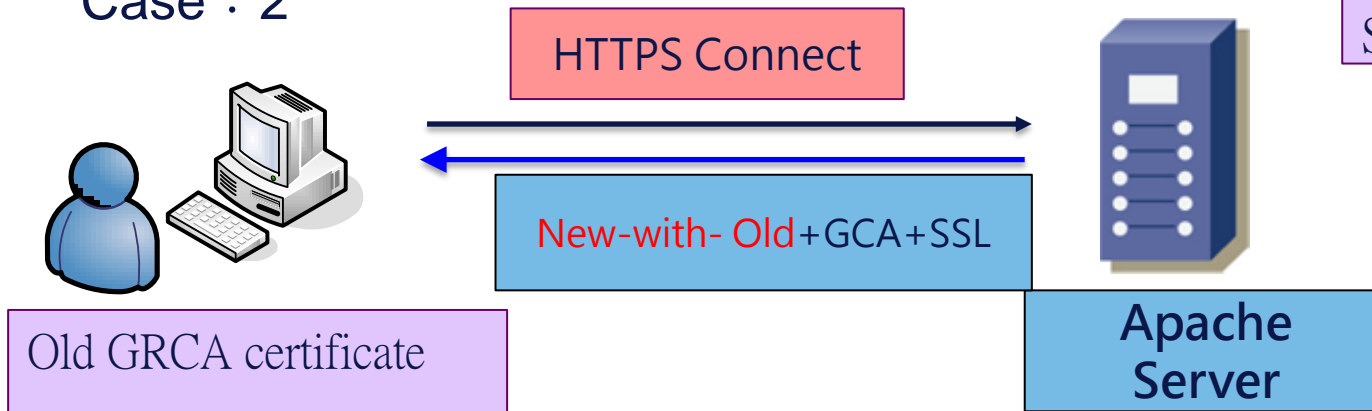 Case：2
HTTPS Connect
S
New-with- Old+GCA+SSL
Old GRCA certificate
Apache
Server